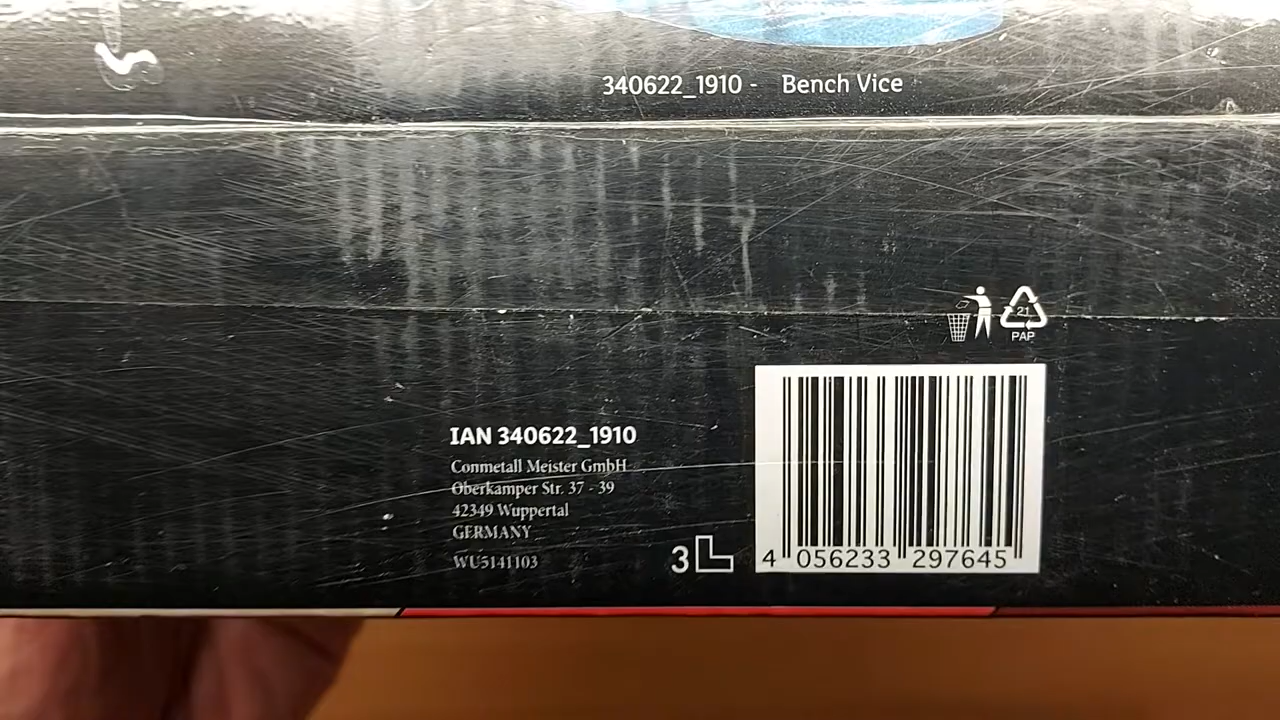 340622_1910 - Bench Vice
21
PAP
IAN 340622_1910
Conmetall Meister GmbH
Oberkamper Str. 37 - 39
42349 Wuppertal
GERMANY
WU5141103
3
4 056233 297645